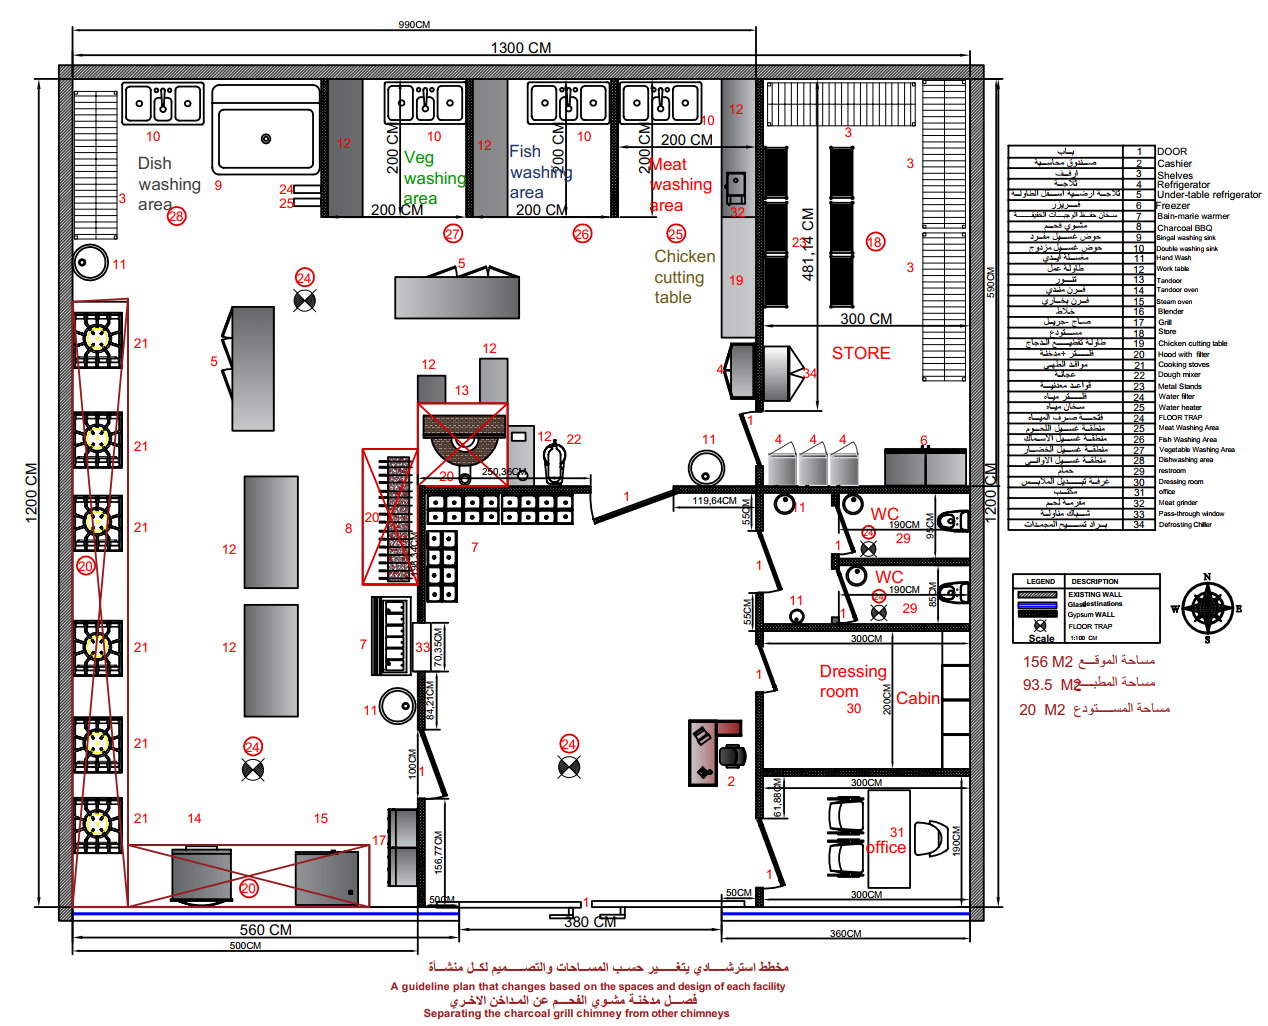 990CM
1300 CM
10
Dish
washing
area
28
3
9
24
25
11
12
200 CM
10
Veg
washing
area
200 CM
27
12
10
Fish
washing
area
200 CM
200 CM
26
200 CM
10
200 CM
Meat
washing
area
25
12
32
Chicken
cutting
table
19
3
3
3
23
18
481,14 CM
300 CM
STORE
590CM
24
5
5
21
21
21
21
21
21
12
12
13
12
22
20
250,36CM
4
34
1
11
4
4
4
6
1
119,64CM
1200 CM
1200 CM
8
20
20
7
12
12
7
33
70,35CM
84,21CM
11
100CM
1
24
24
2
55CM
11
WC
190CM
24
29
95CM
1
WC
190CM
24
29
85CM
1
1
55CM
11
300CM
1
Dressing
room
30
200CM
Cabin
300CM
61,88CM
31
office
190CM
1
300CM
14
15
17
20
156,77CM
50CM
1
50CM
560 CM
380 CM
360CM
500CM
باب 1 DOOR
صندوق محاسبة 2 Cashier
ارفف 3 Shelves
ثلاجة 4 Refrigerator
ثلاجة ارضية اسفل الطاولة 5 Under-table refrigerator
فريزر 6 Freezer
سخان حفظ الوجبات الخفيفة 7 Bain-marie warmer
مشوي فحم 8 Charcoal BBQ
حوض غسيل مفرد 9 Singal washing sink
حوض غسيل مزدوج 10 Double washing sink
مغسلة ايدي 11 Hand Wash
طاولة عمل 12 Work table
تنور 13 Tandoor
فرن مندي 14 Tandoor oven
فرن بخاري 15 Steam oven
خلاط 16 Blender
صاج -جريل 17 Grill
مستودع 18 Store
طاولة تقطيع الدجاج 19 Chicken cutting table
فلتر +مدخنة 20 Hood with filter
مواقد الطهي 21 Cooking stoves
عجانة 22 Dough mixer
قواعد معدنية 23 Metal Stands
فلتر مياه 24 Water filter
سخان مياه 25 Water heater
فتحة صرف المياه 24 FLOOR TRAP
منطقة غسيل اللحوم 25 Meat Washing Area
منطقة غسيل الاسماك 26 Fish Washing Area
منطقة غسيل الخضار 27 Vegetable Washing Area
منطقة غسيل الاواني 28 Dishwashing area
حمام 29 restroom
غرفة تبديل الملابس 30 Dressing room
مكتب 31 office
مفرمة لحم 32 Meat grinder
شباك مناولة 33 Pass-through window
براد تسييح المجمدات 34 Defrosting Chiller
LEGEND DESCRIPTION
EXISTING WALL
Glass destinations
Gypsum WALL
FLOOR TRAP
Scale 1:100 CM
N
W E
S
مساحة الموقع 156 M2
مساحة المطبخ 93.5 M2
مساحة المستودع 20 M2
مخطط استرشادي يتغير حسب المساحات والتصميم لكل منشأة
A guideline plan that changes based on the spaces and design of each facility
فصل مدخنة مشوي الفحم عن المداخن الاخري
Separating the charcoal grill chimney from other chimneys